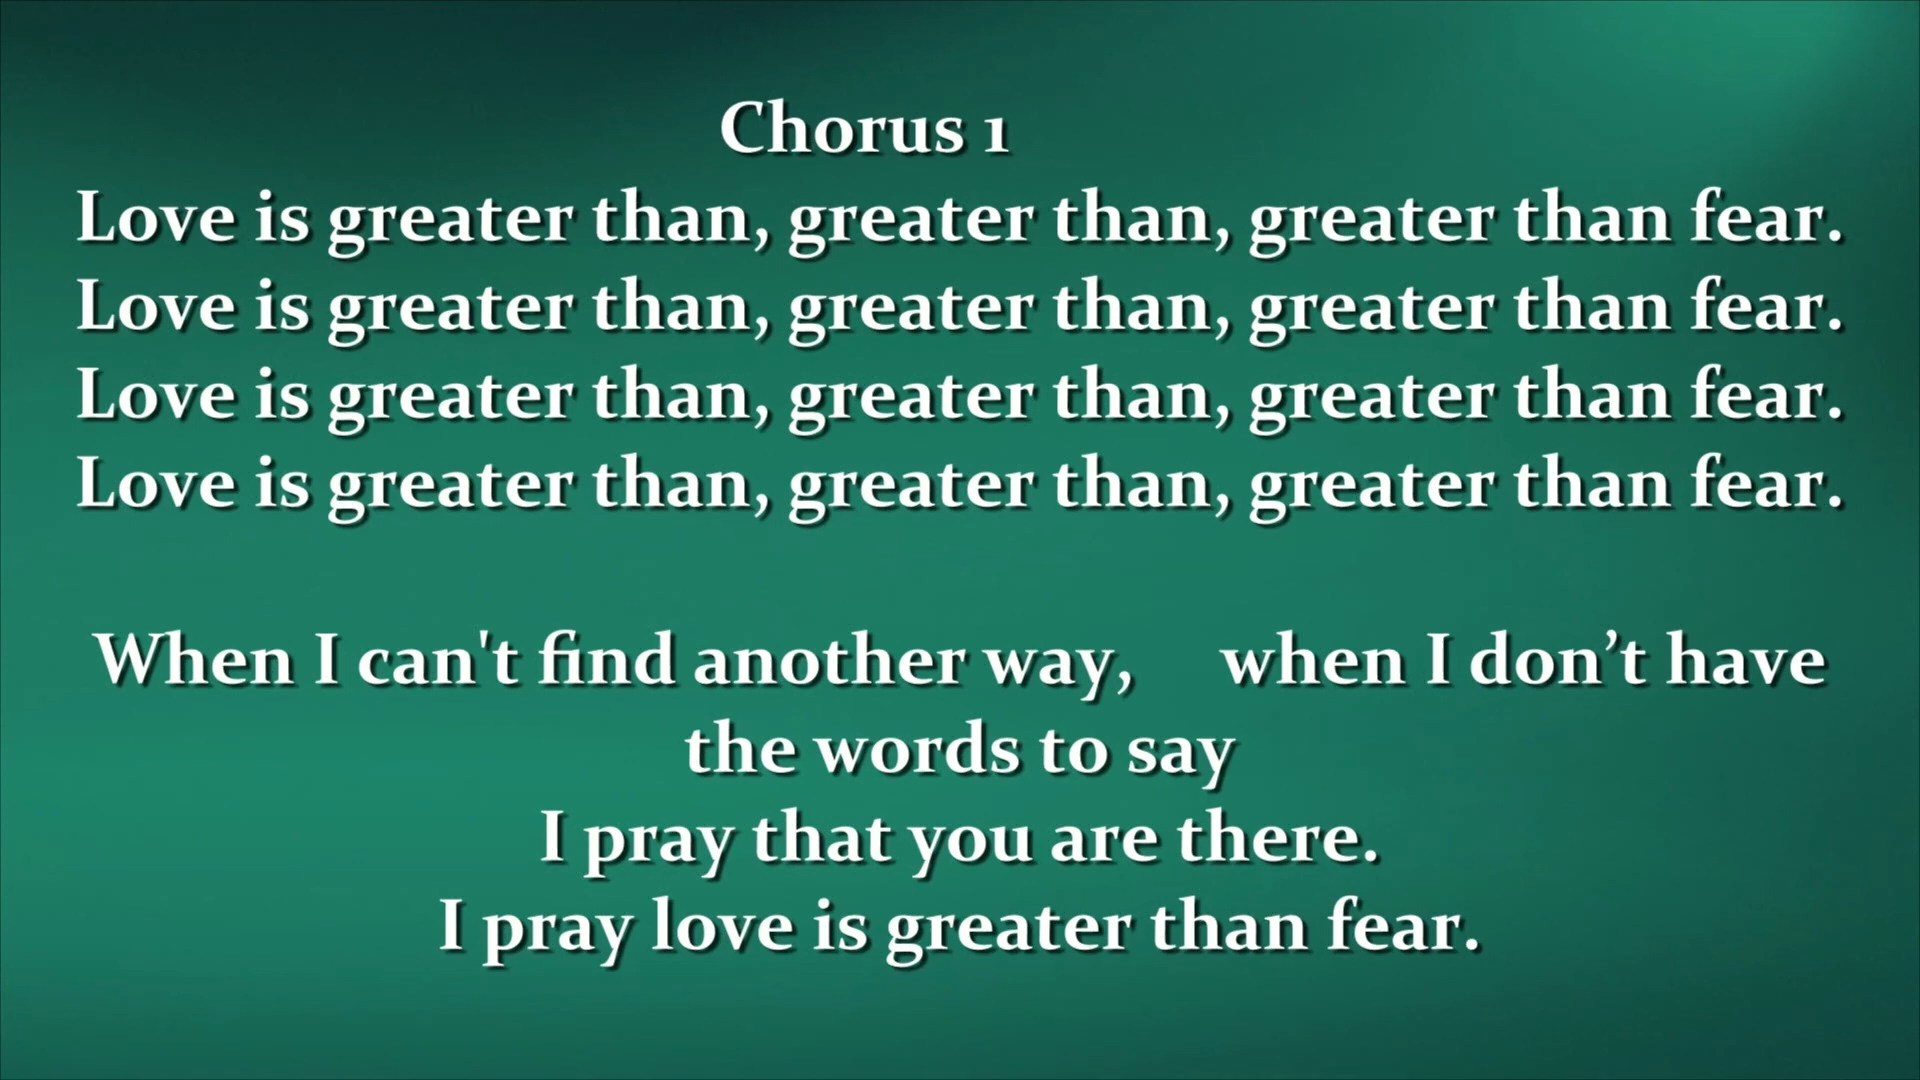 Chorus 1
Love is greater than, greater than, greater than fear.
Love is greater than, greater than, greater than fear.
Love is greater than, greater than, greater than fear.
Love is greater than, greater than, greater than fear.
When I can't find another way, when I don’t have
the words to say
I pray that you are there.
I pray love is greater than fear.